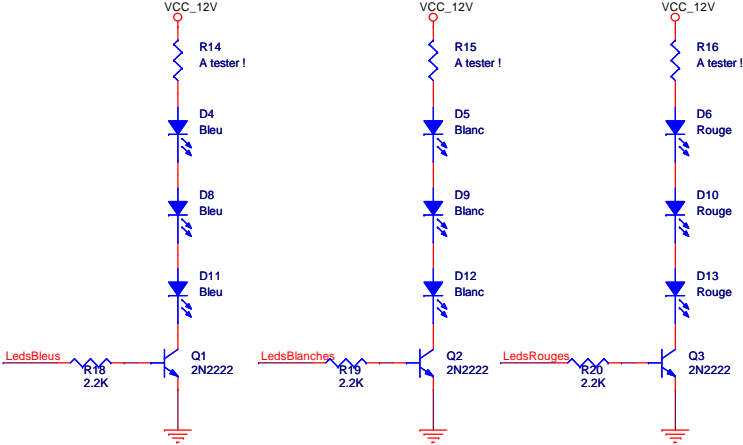 VCC_12V
R14
A tester !
D4
Bleu
D8
Bleu
D11
Bleu
LedsBleus
R18
2.2K
Q1
2N2222
VCC_12V
R15
A tester !
D5
Blanc
D9
Blanc
D12
Blanc
LedsBlanches
R19
2.2K
Q2
2N2222
VCC_12V
R16
A tester !
D6
Rouge
D10
Rouge
D13
Rouge
LedsRouges
R20
2.2K
Q3
2N2222